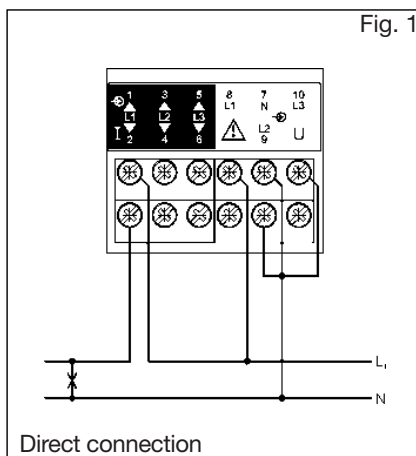 Fig. 1
1 3 5 8 7 10
L1 N L3
L1 L2 L3
L2
I 2 4 6 9 U
L1
N
Direct connection